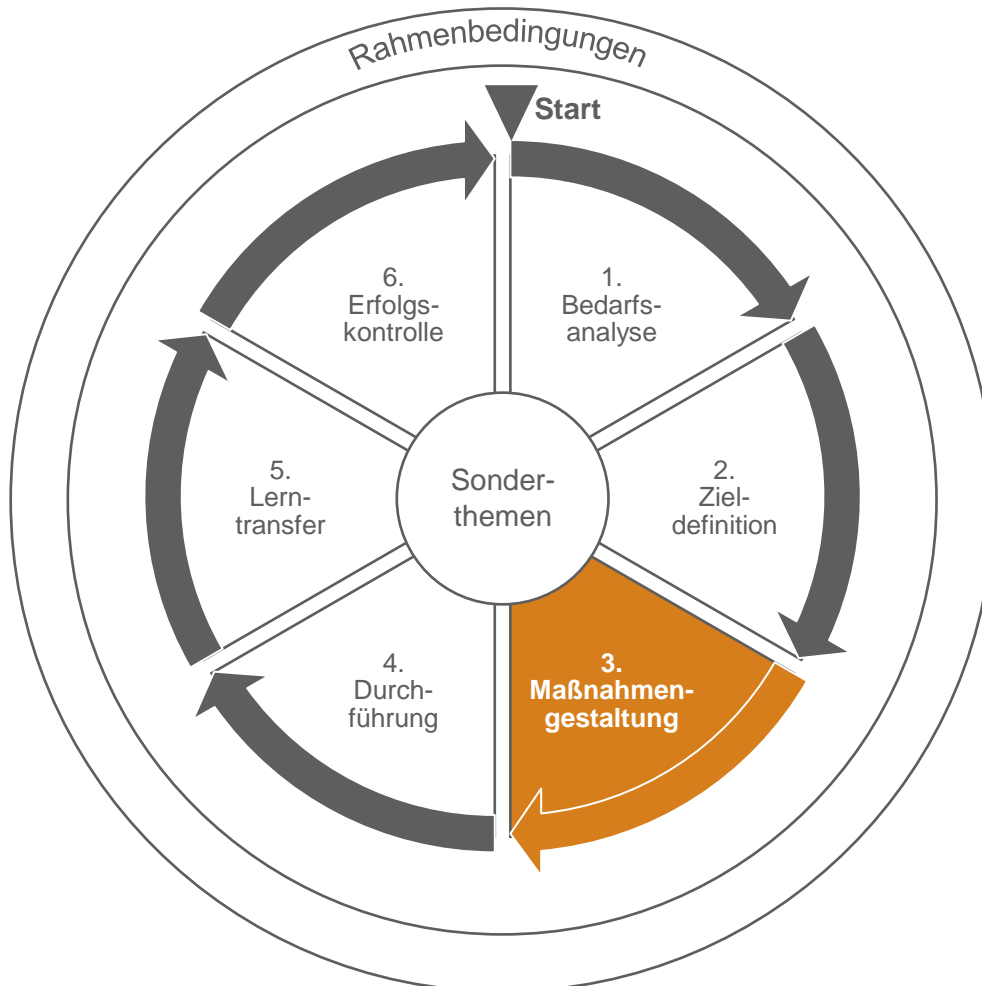 Rahmenbedingungen
Start
1.
Bedarfs-
analyse
2.
Ziel-
definition
3.
Maßnahmen-
gestaltung
4.
Durch-
führung
5.
Lern-
transfer
6.
Erfolgs-
kontrolle
Sonder-
themen